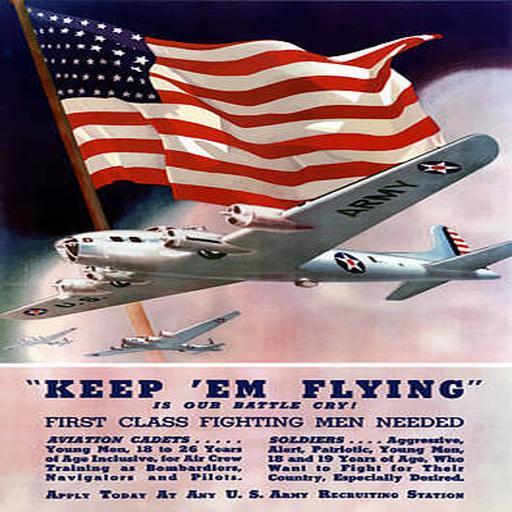 ARMY
U.S.
"KEEP 'EM FLYING"
IS OUR BATTLE CRY!
FIRST CLASS FIGHTING MEN NEEDED
AVIATION CADETS . . . . .
Young Men, 18 to 26 Years
of Age Inclusive, for Air Crew
Training as Bombardiers,
Navigators and Pilots.
SOLDIERS . . . . Aggressive,
Alert, Patriotic, Young Men,
18 and 19 Years of Age, Who
Want to Fight for Their
Country, Especially Desired.
APPLY TODAY AT ANY U. S. ARMY RECRUITING STATION